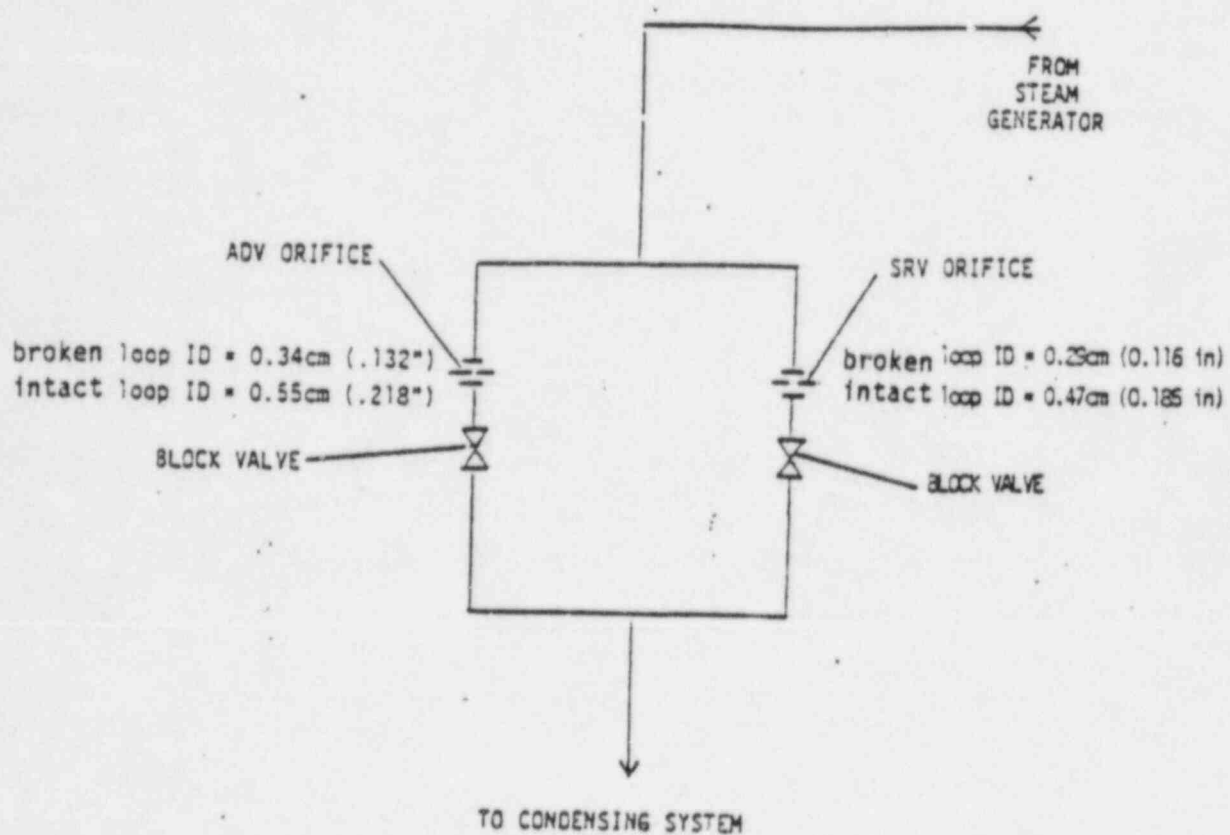 FROM
STEAM
GENERATOR
ADV ORIFICE
SRV ORIFICE
broken loop ID = 0.34cm (.132")
intact loop ID = 0.55cm (.218")
broken loop ID = 0.29cm (0.116 in)
intact loop ID = 0.47cm (0.185 in)
BLOCK VALVE
BLOCK VALVE
TO CONDENSING SYSTEM